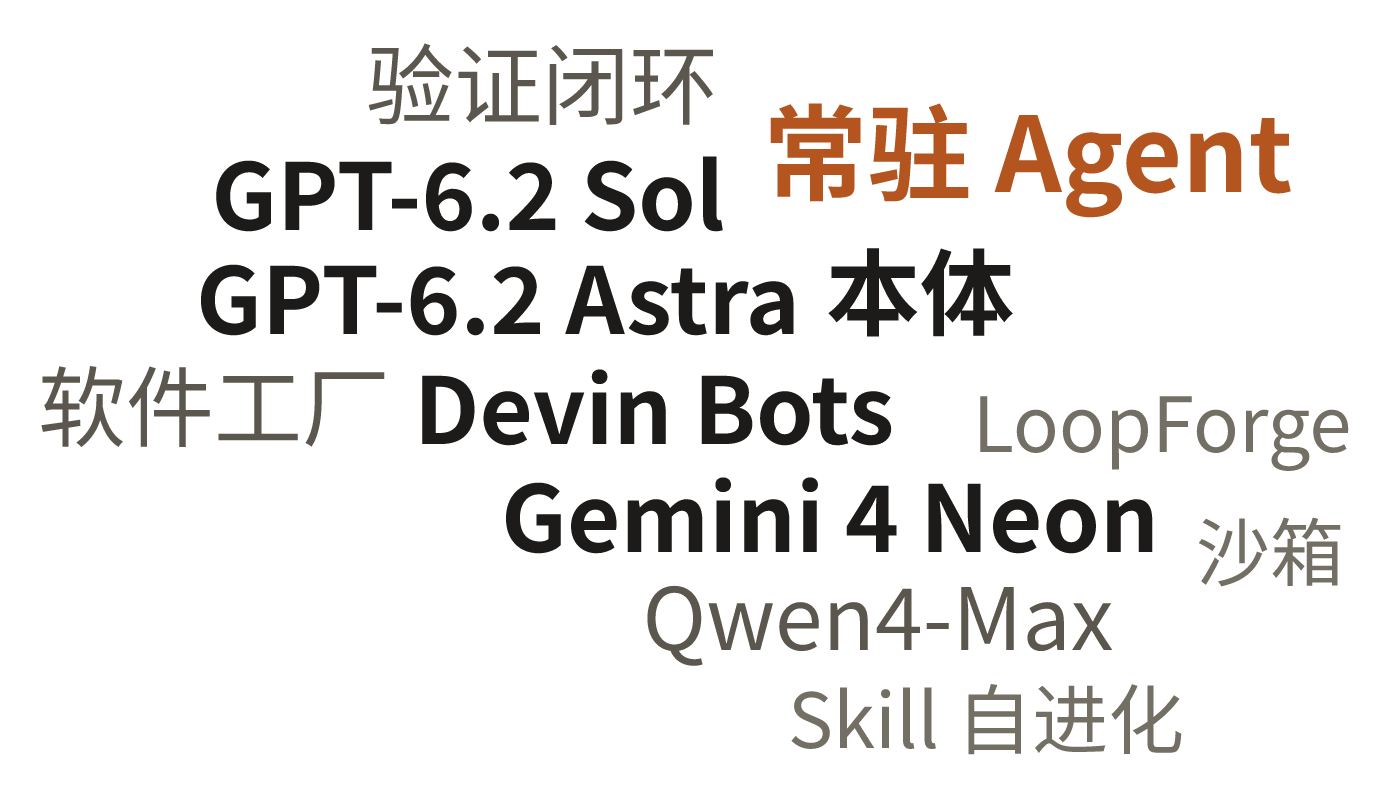 验证闭环
常驻 Agent
GPT-6.2 Sol
GPT-6.2 Astra 本体
软件工厂
Devin Bots
LoopForge
Gemini 4 Neon
沙箱
Qwen4-Max
Skill 自进化